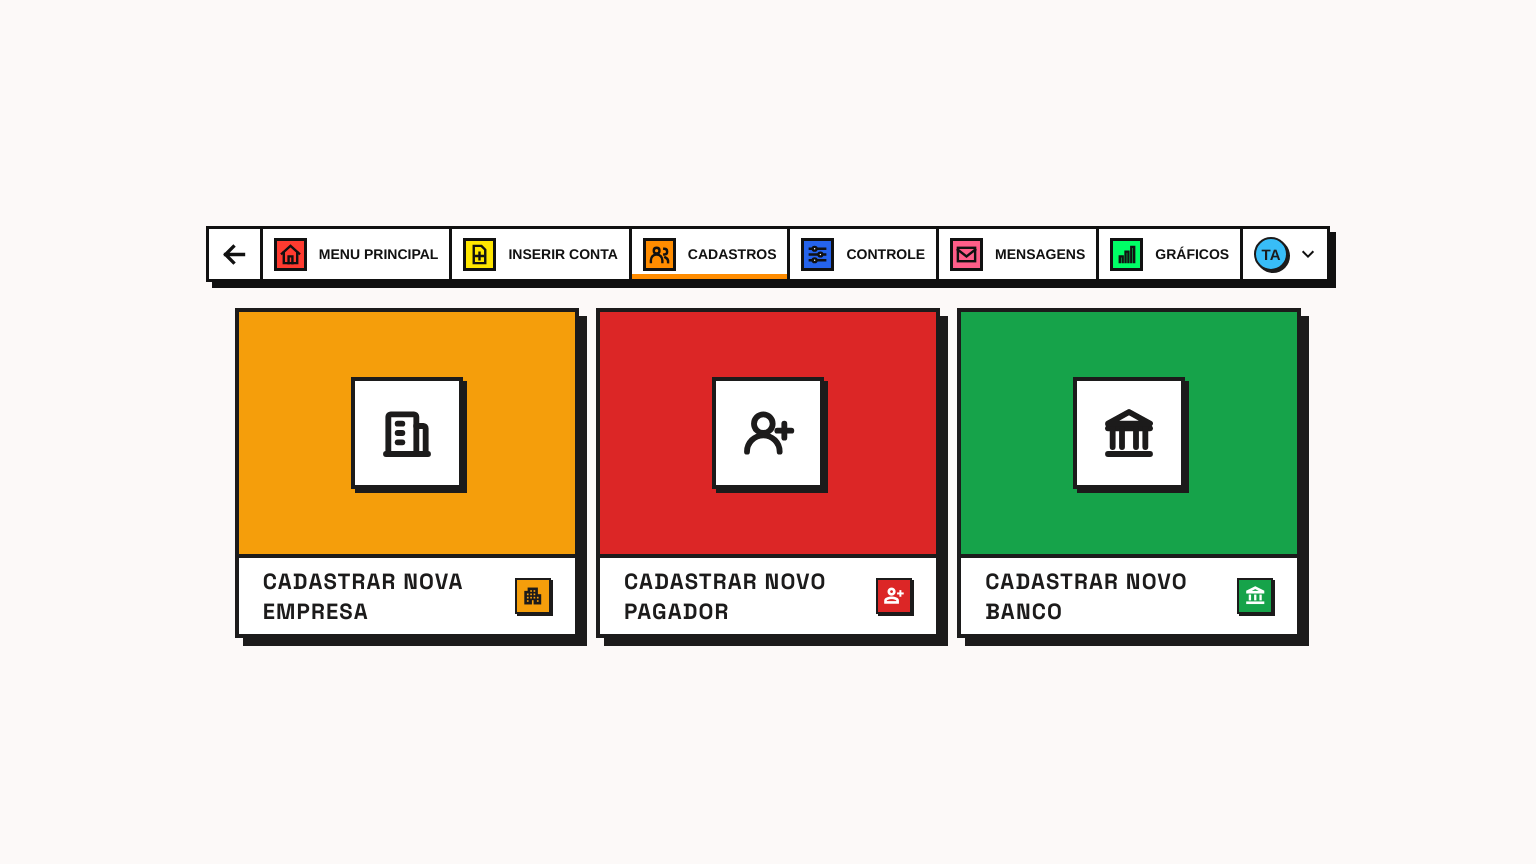 MENU PRINCIPAL
INSERIR CONTA
CADASTROS
CONTROLE
MENSAGENS
GRÁFICOS
TA
CADASTRAR NOVA
EMPRESA
CADASTRAR NOVO
PAGADOR
CADASTRAR NOVO
BANCO